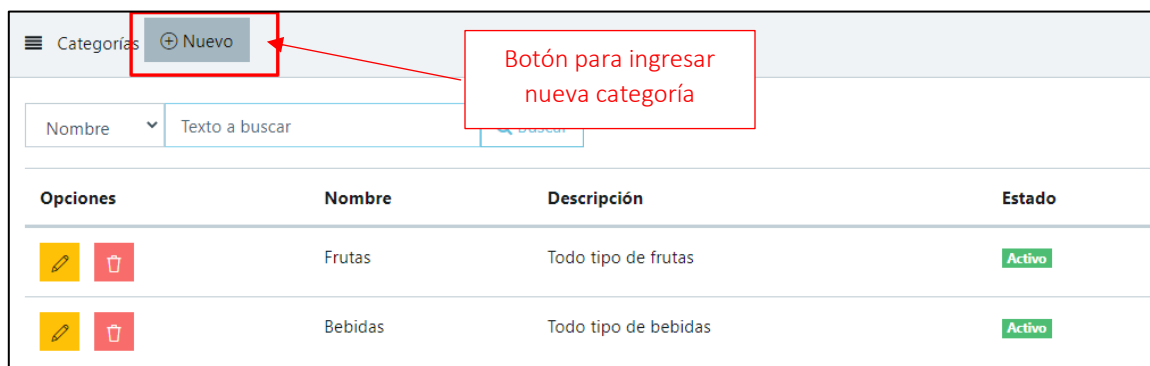 Categorías Nuevo
Botón para ingresar
nueva categoría
Nombre Texto a buscar Buscar
Opciones Nombre Descripción Estado
Frutas Todo tipo de frutas Activo
Bebidas Todo tipo de bebidas Activo